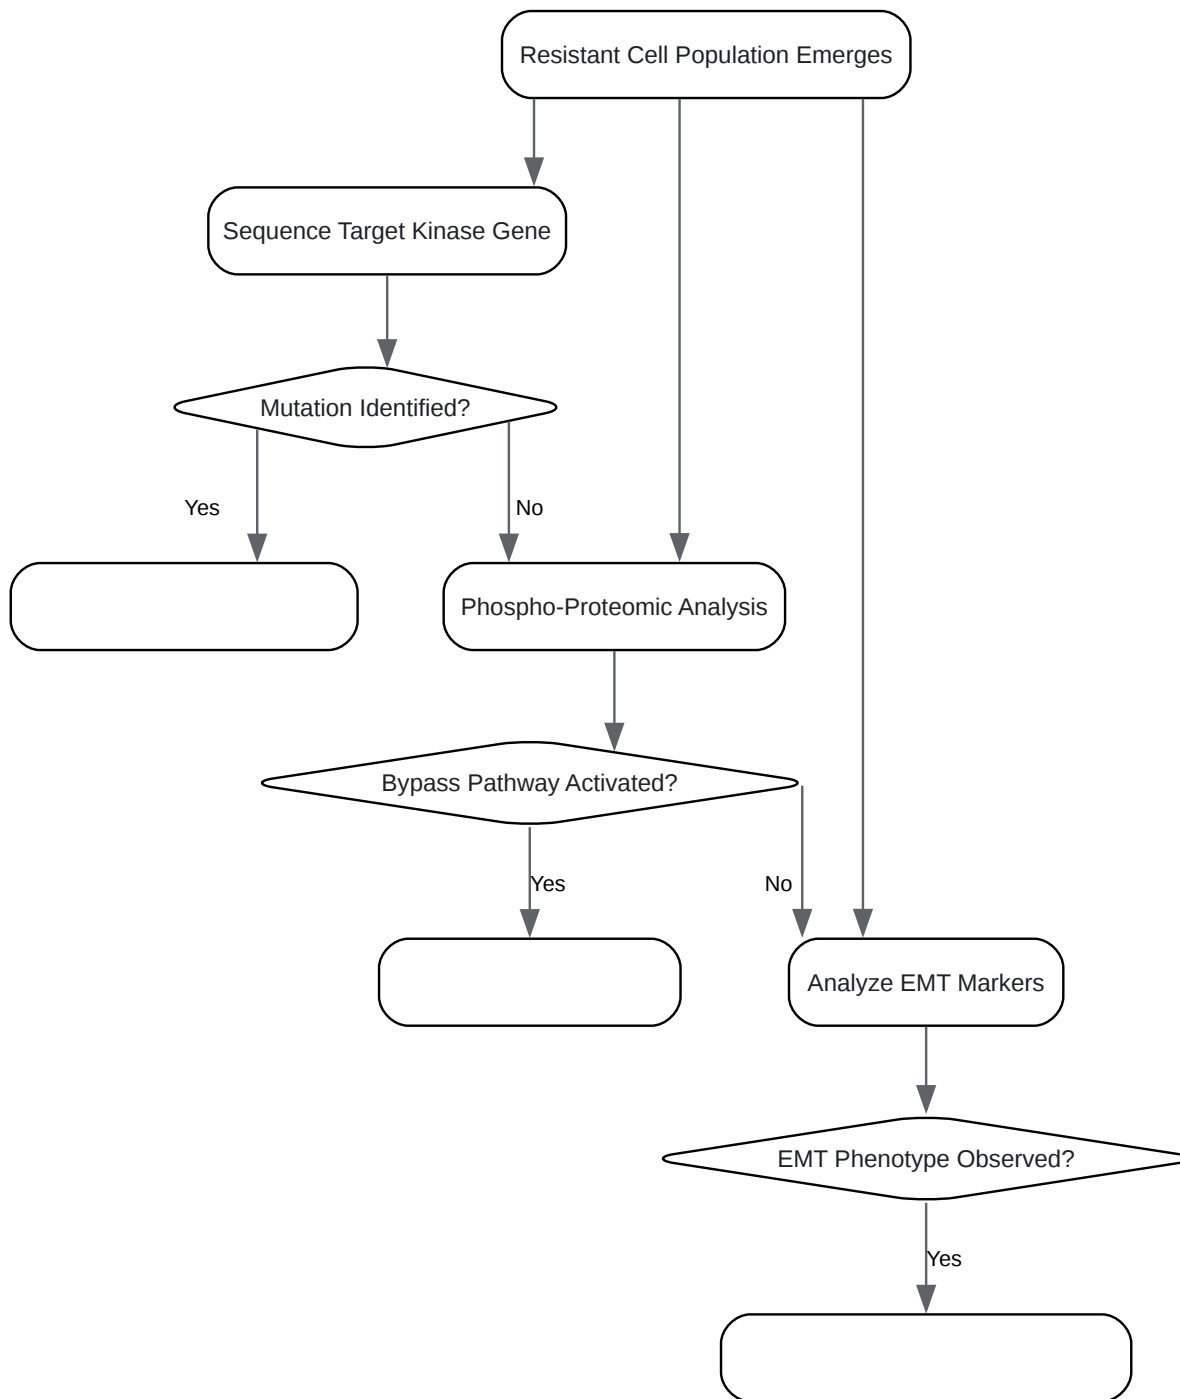 Resistant Cell Population Emerges
Sequence Target Kinase Gene
Mutation Identified?
Yes
No
Phospho-Proteomic Analysis
Bypass Pathway Activated?
Yes
No
Analyze EMT Markers
EMT Phenotype Observed?
Yes